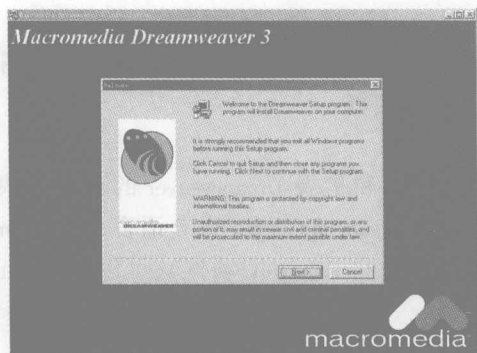 Macromedia Dreamweaver 3
Welcome
Welcome to the Dreamweaver Setup program. This
program will install Dreamweaver on your computer.
It is strongly recommended that you exit all Windows programs
before running this Setup program.
Click Cancel to quit Setup and then close any programs you
have running. Click Next to continue with the Setup program.
WARNING: This program is protected by copyright law and
international treaties.
Unauthorized reproduction or distribution of this program, or any
portion of it, may result in severe civil and criminal penalties, and
will be prosecuted to the maximum extent possible under law.
macromedia
DREAMWEAVER
Next >
Cancel
macromedia